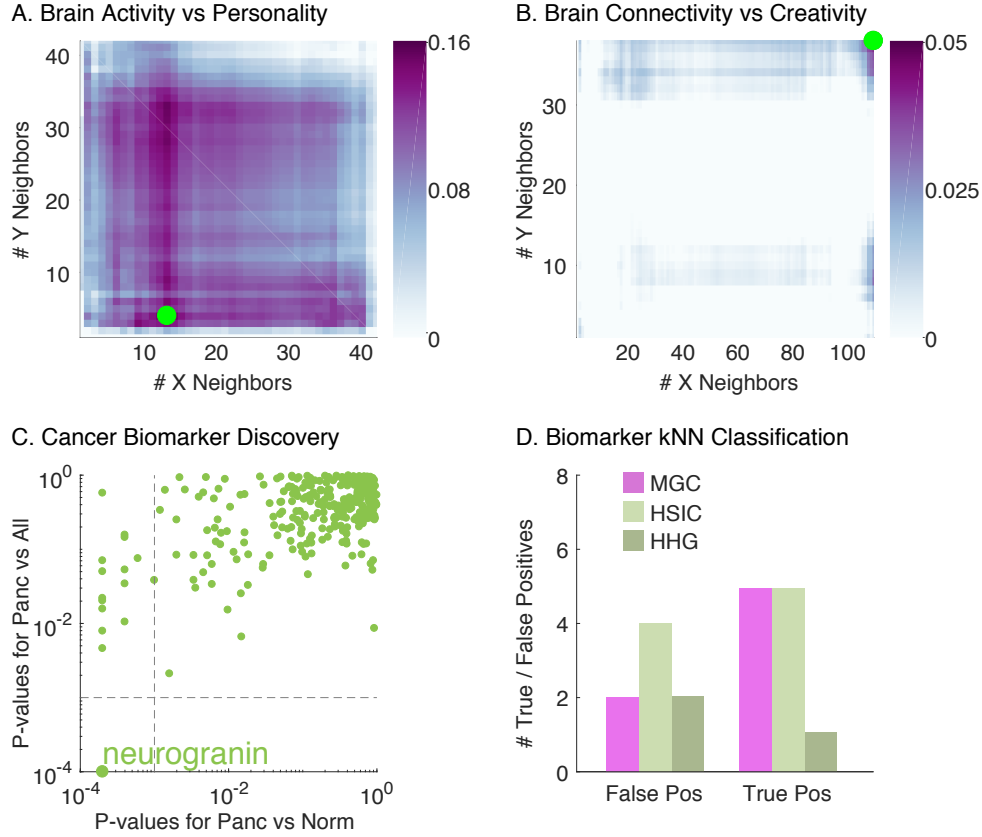 A. Brain Activity vs Personality
40
30
20
10
# Y Neighbors
10
20
30
40
# X Neighbors
0.16
0.08
0
B. Brain Connectivity vs Creativity
30
20
10
# Y Neighbors
20
40
60
80
100
# X Neighbors
0.05
0.025
0
C. Cancer Biomarker Discovery
10^0
10^-2
10^-4
P-values for Panc vs All
neurogranin
10^-4
10^-2
10^0
P-values for Panc vs Norm
D. Biomarker kNN Classification
8
6
4
2
0
# True / False Positives
MGC
HSIC
HHG
False Pos
True Pos